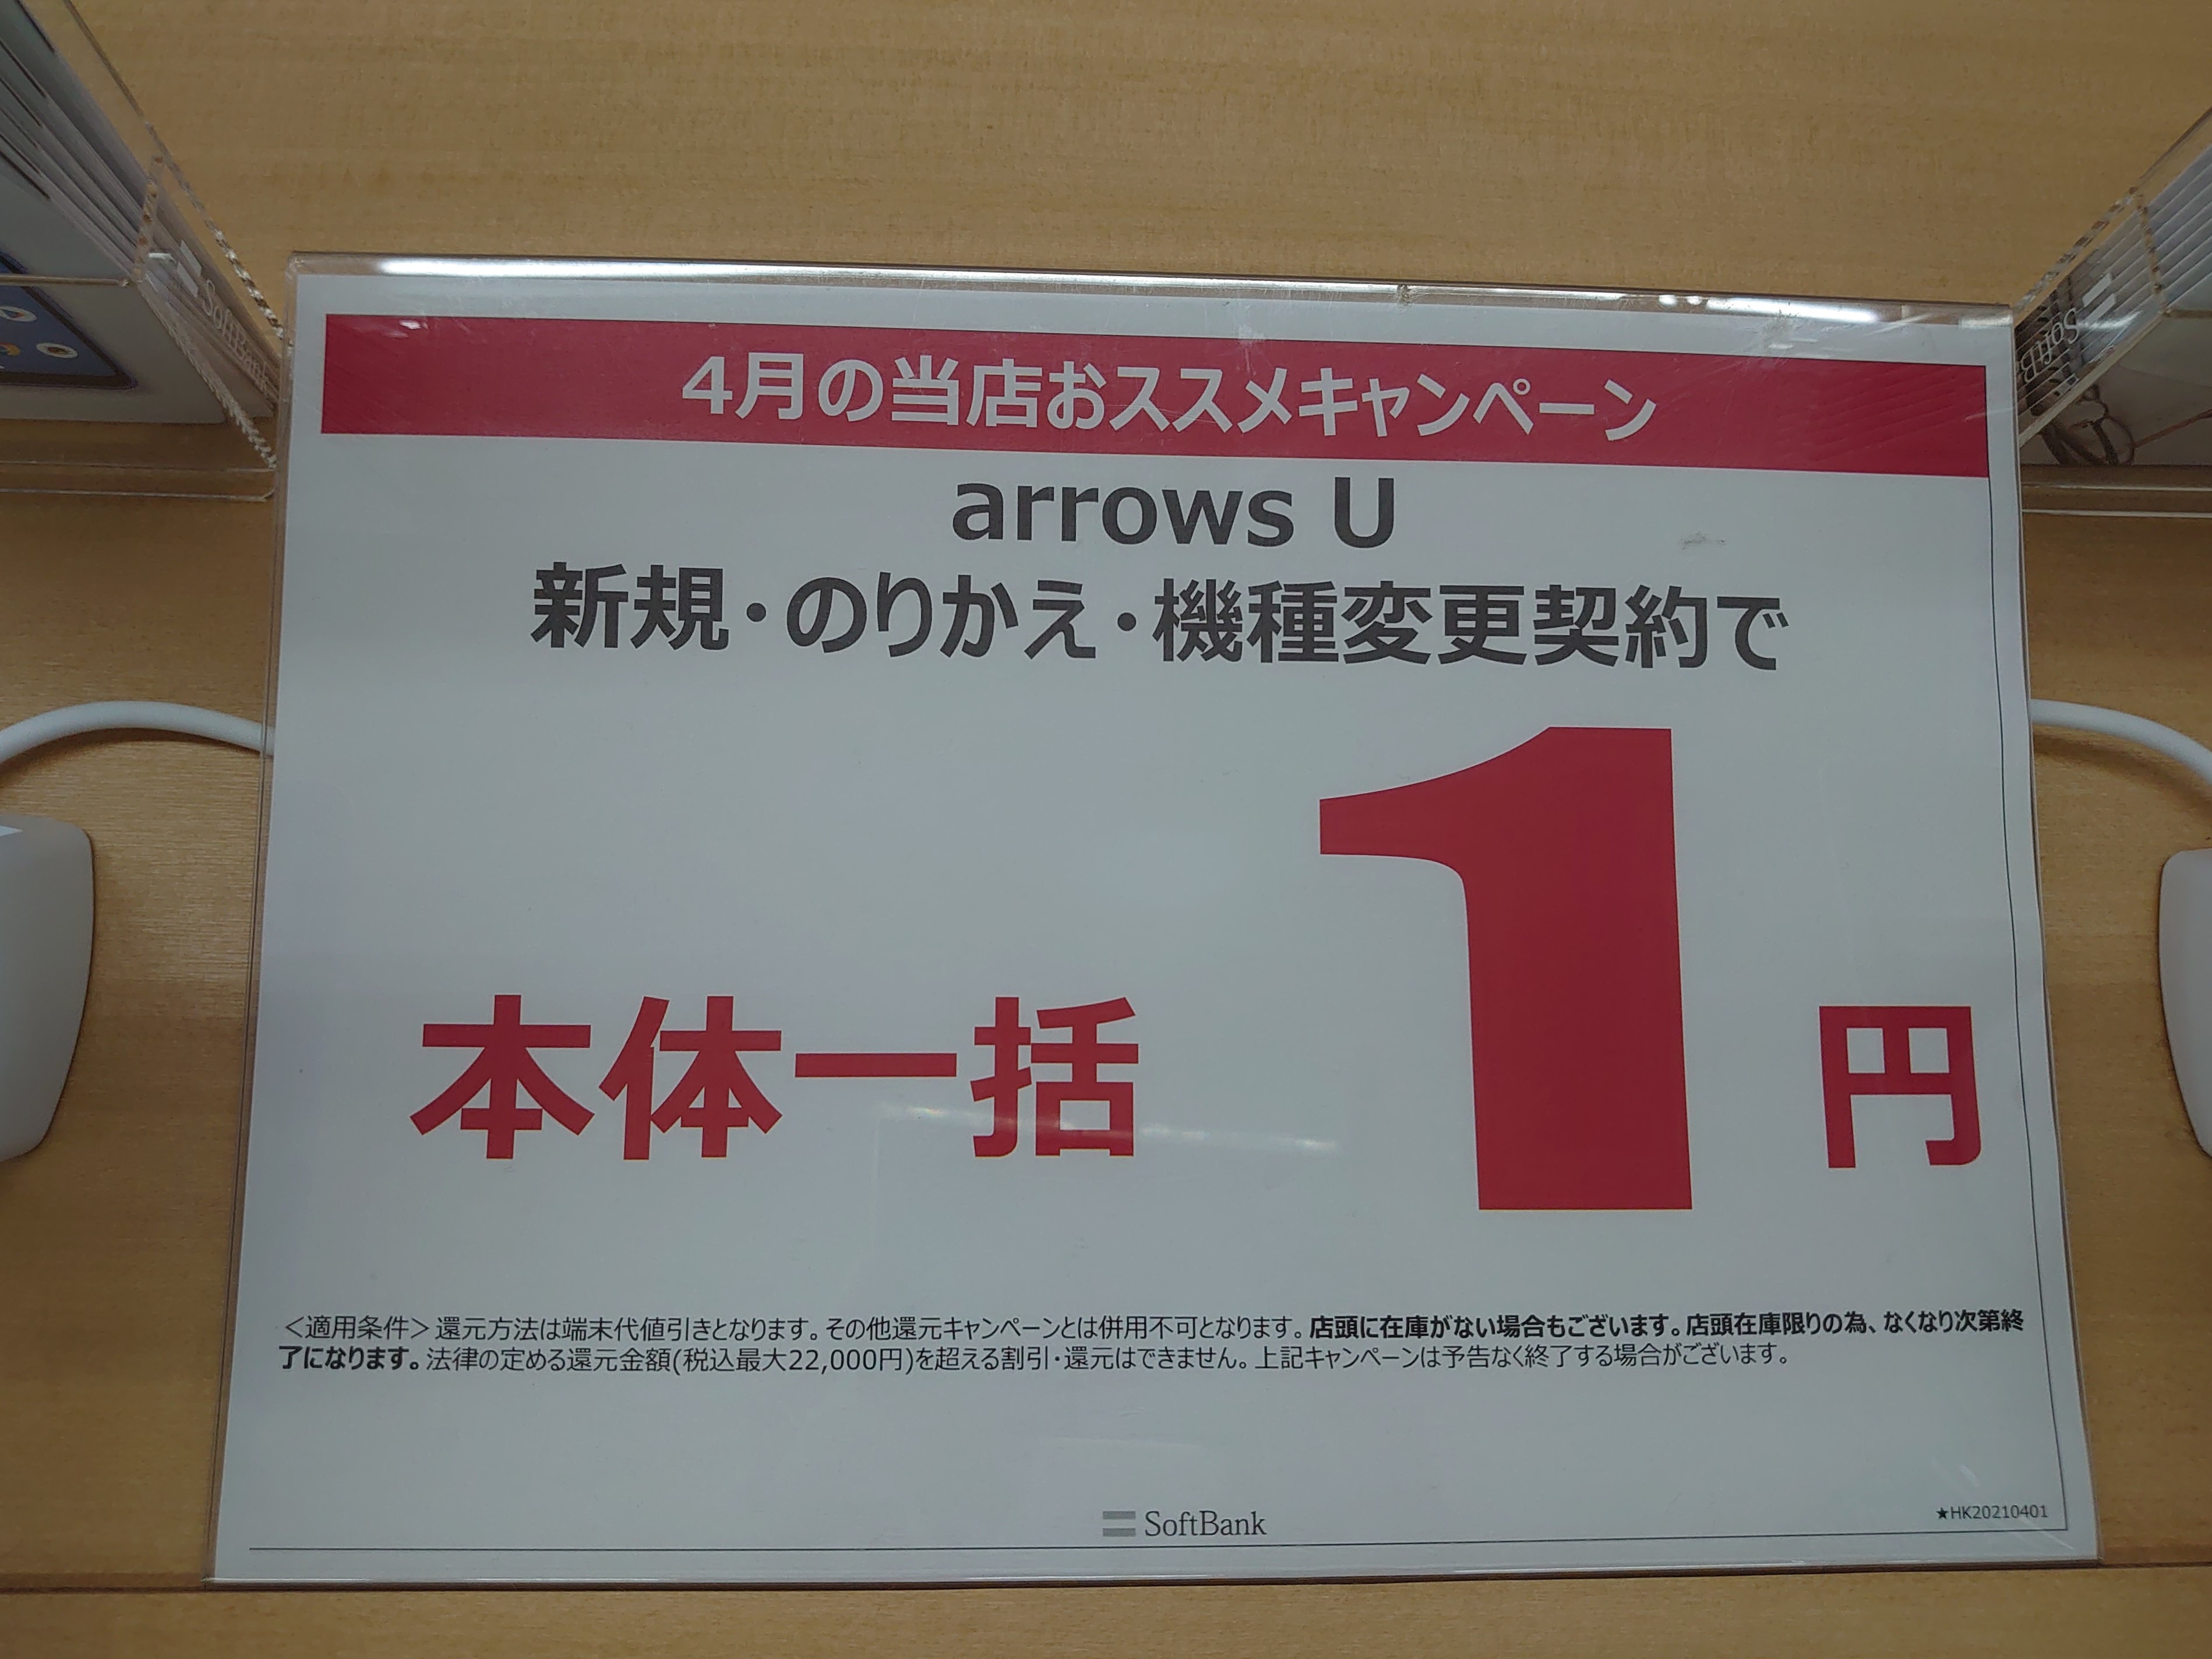 4月の当店おススメキャンペーン
arrows U
新規・のりかえ・機種変更契約で
本体一括 1 円
＜適用条件＞還元方法は端末代値引きとなります。その他還元キャンペーンとは併用不可となります。店頭に在庫がない場合もございます。店頭在庫限りの為、なくなり次第終
了になります。法律の定める還元金額(税込最大22,000円)を超える割引・還元はできません。上記キャンペーンは予告なく終了する場合がございます。
SoftBank
★HK20210401
SoftBank